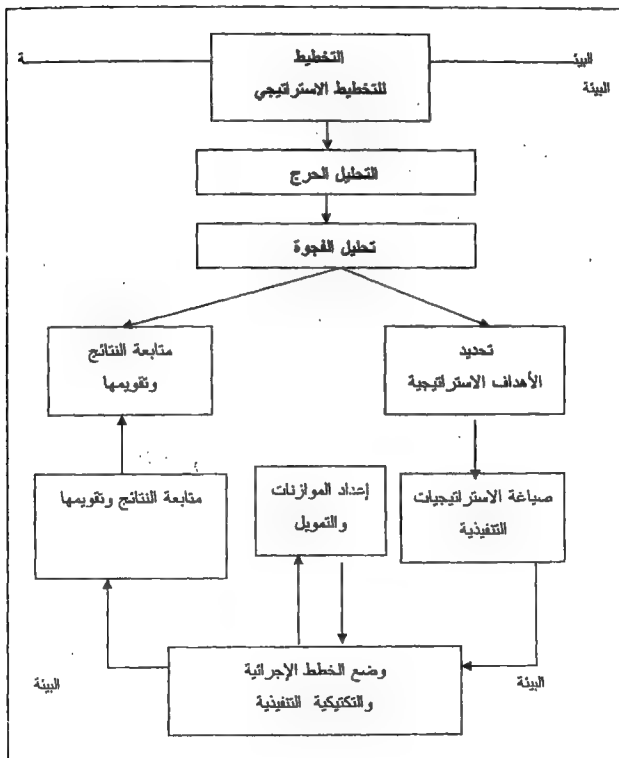 التخطيط
للتخطيط الاستراتيجي
البيئ
ة
البيئة
التحليل الحرج
تحليل الفجوة
تحديد
الأهداف الاستراتيجية
متابعة النتائج
وتقويمها
صياغة الاستراتيجيات
التنفيذية
إعداد الموازنات
والتمويل
متابعة النتائج وتقويمها
وضع الخطط الإجرائية
والتكتيكية التنفيذية
البيئة
البيئة